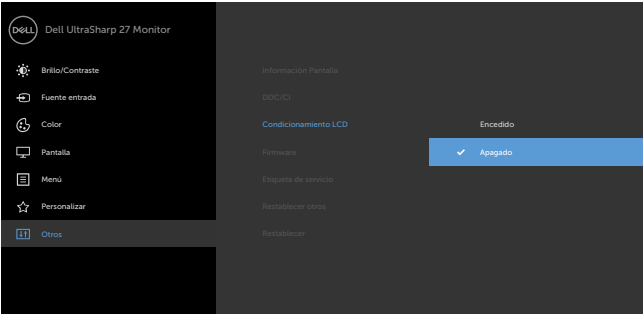 DELL
Dell UltraSharp 27 Monitor
Brillo/Contraste
Fuente entrada
Color
Pantalla
Menú
Personalizar
Otros
Información Pantalla
DDC/CI
Condicionamiento LCD
Firmware
Etiqueta de servicio
Restablecer otros
Restablecer
Encedido
Apagado